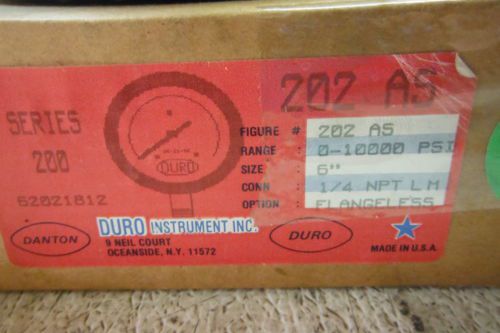 202 AS
SERIES
200
62021812
DURO
FIGURE # 202 AS
RANGE : 0-10000 PSI
SIZE : 6"
CONN : 1/4 NPT L M
OPTION : FLANGELESS
DURO INSTRUMENT INC.
9 NEIL COURT
OCEANSIDE, N.Y. 11572
DANTON
DURO
MADE IN U.S.A.